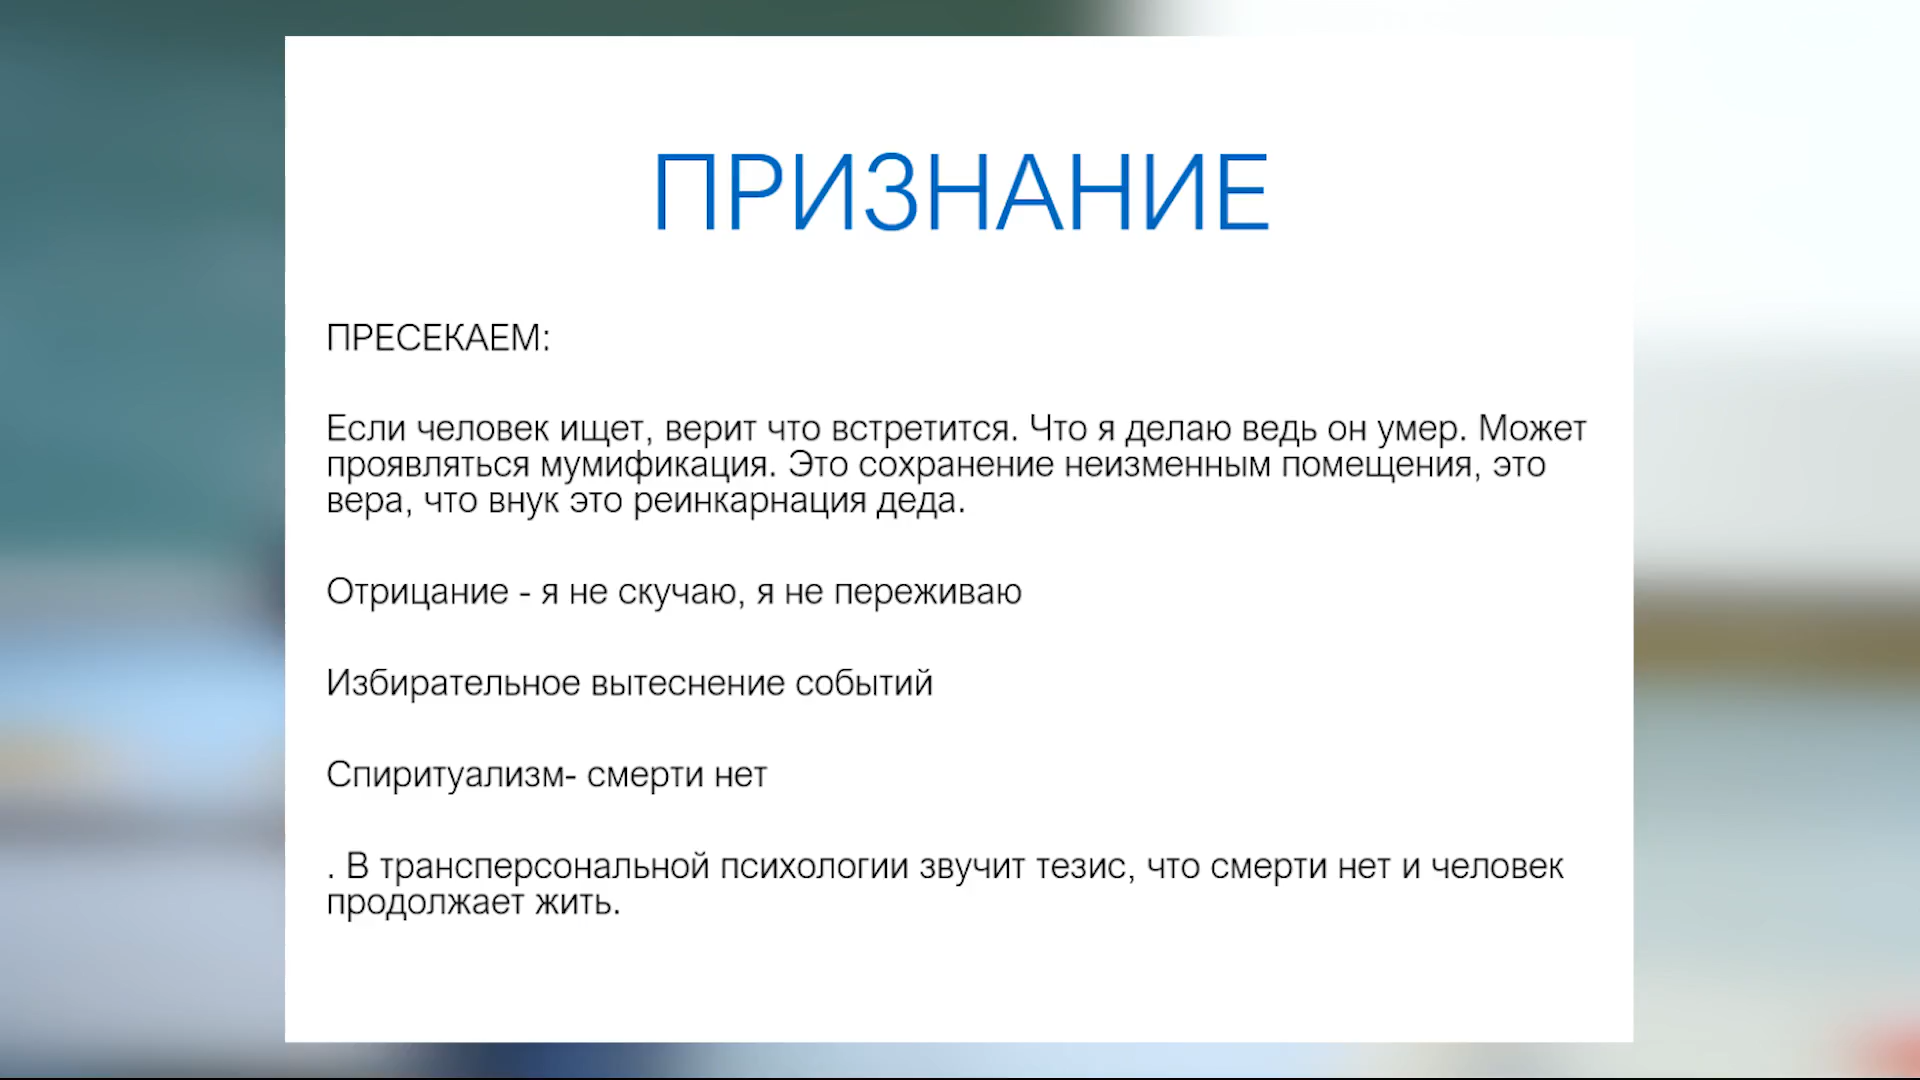 ПРИЗНАНИЕ
ПРЕСЕКАЕМ:
Если человек ищет, верит что встретится. Что я делаю ведь он умер. Может
проявляться мумификация. Это сохранение неизменным помещения, это
вера, что внук это реинкарнация деда.
Отрицание - я не скучаю, я не переживаю
Избирательное вытеснение событий
Спиритуализм- смерти нет
. В трансперсональной психологии звучит тезис, что смерти нет и человек
продолжает жить.